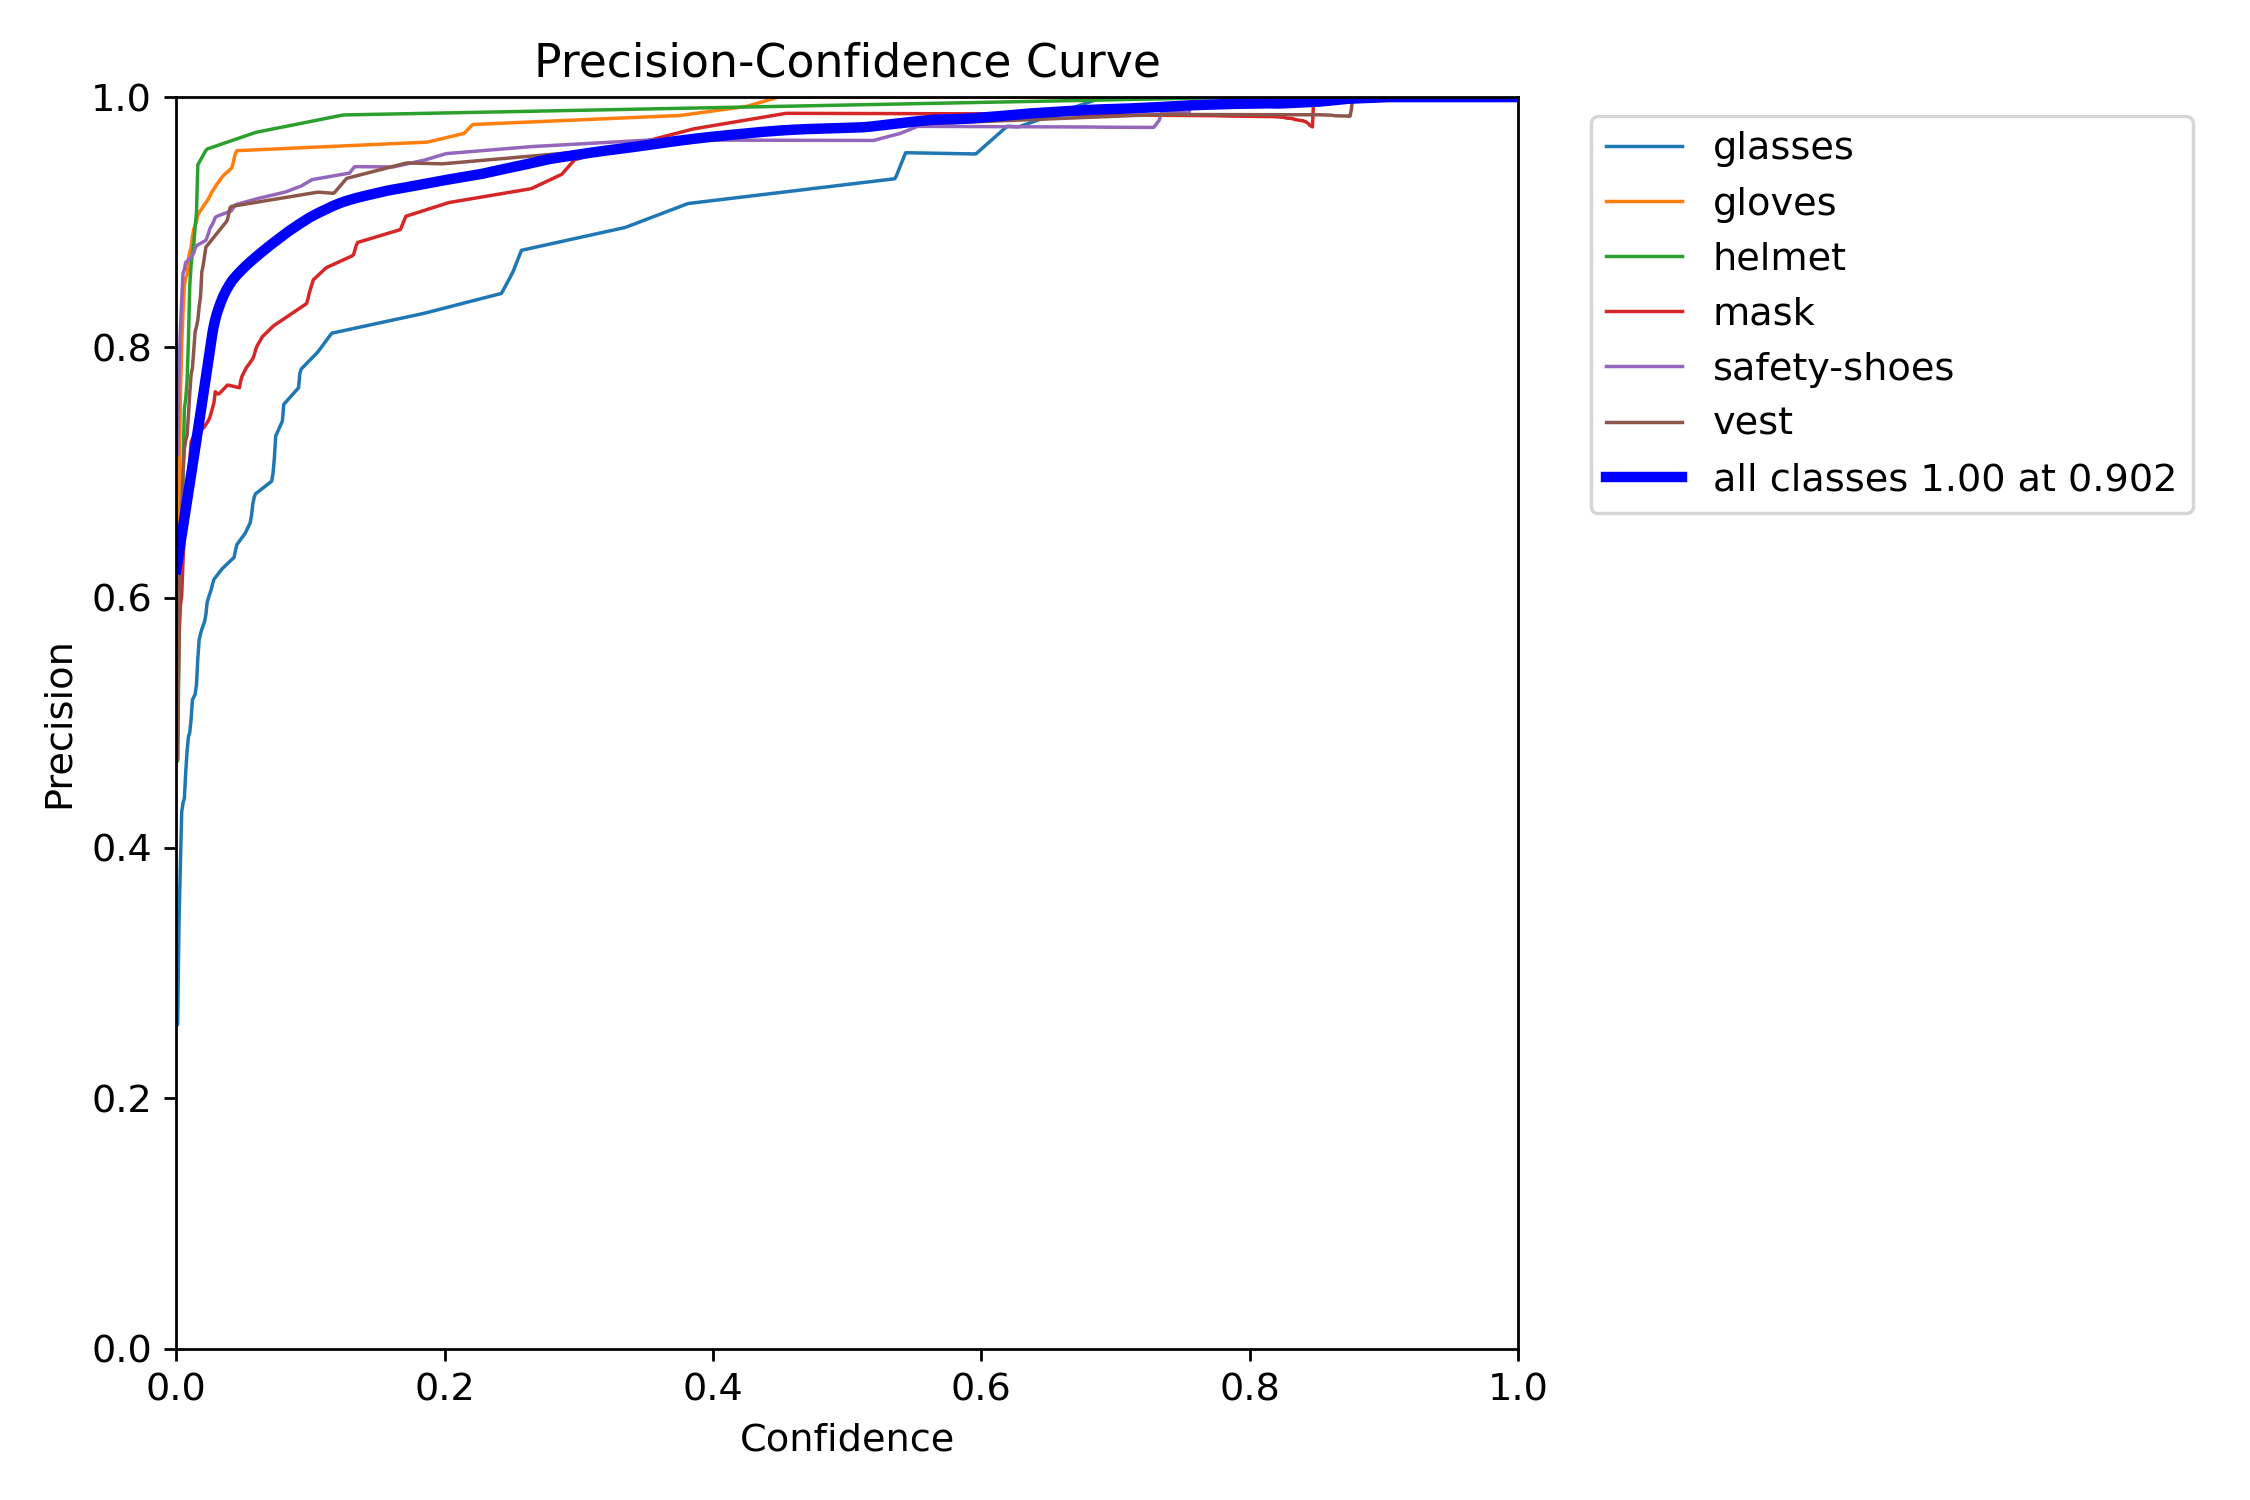 Precision-Confidence Curve
1.0
0.8
0.6
0.4
0.2
0.0
Precision
0.0 0.2 0.4 0.6 0.8 1.0
Confidence
glasses
gloves
helmet
mask
safety-shoes
vest
all classes 1.00 at 0.902